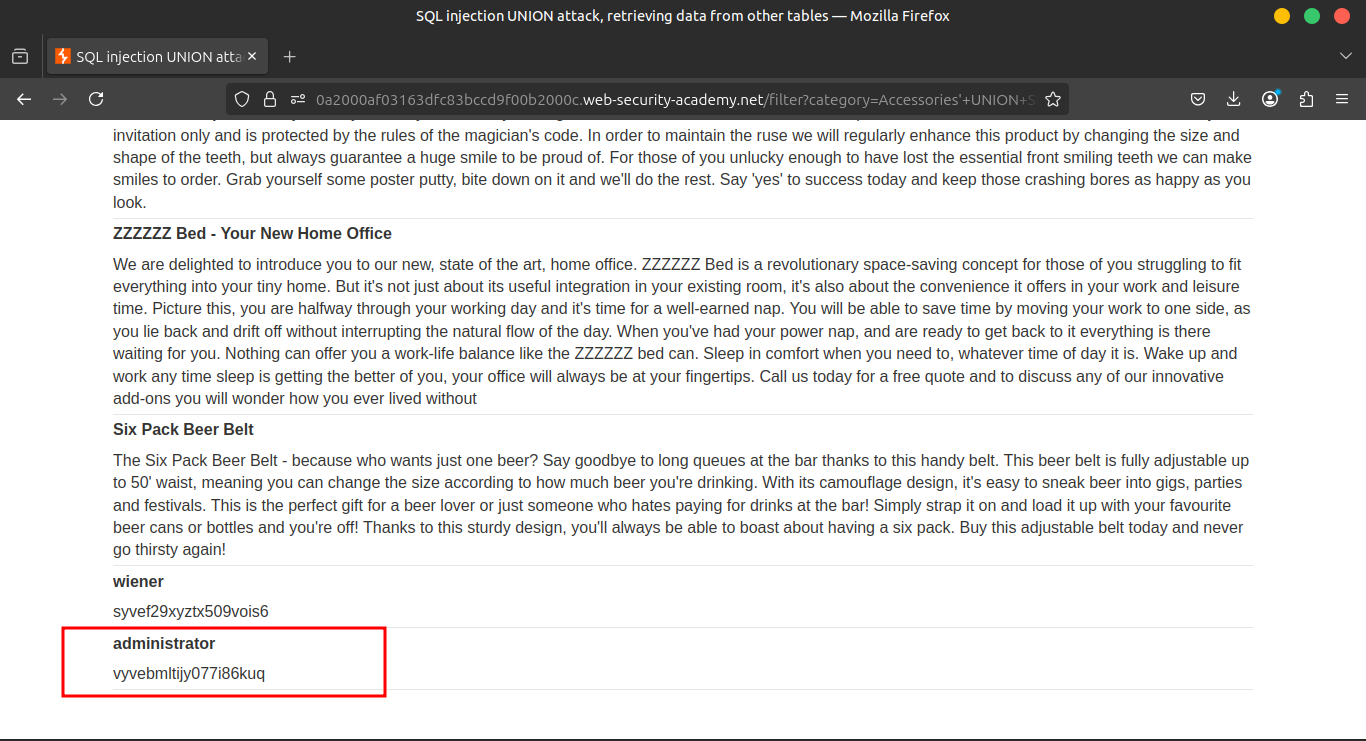 SQL injection UNION attack, retrieving data from other tables — Mozilla Firefox
SQL injection UNION atta
0a2000af03163dfc83bccd9f00b2000c.web-security-academy.net/filter?category=Accessories'+UNION+S
invitation only and is protected by the rules of the magician's code. In order to maintain the ruse we will regularly enhance this product by changing the size and
shape of the teeth, but always guarantee a huge smile to be proud of. For those of you unlucky enough to have lost the essential front smiling teeth we can make
smiles to order. Grab yourself some poster putty, bite down on it and we'll do the rest. Say 'yes' to success today and keep those crashing bores as happy as you
look.
ZZZZZZ Bed - Your New Home Office
We are delighted to introduce you to our new, state of the art, home office. ZZZZZZ Bed is a revolutionary space-saving concept for those of you struggling to fit
everything into your tiny home. But it's not just about its useful integration in your existing room, it's also about the convenience it offers in your work and leisure
time. Picture this, you are halfway through your working day and it's time for a well-earned nap. You will be able to save time by moving your work to one side, as
you lie back and drift off without interrupting the natural flow of the day. When you've had your power nap, and are ready to get back to it everything is there
waiting for you. Nothing can offer you a work-life balance like the ZZZZZZ bed can. Sleep in comfort when you need to, whatever time of day it is. Wake up and
work any time sleep is getting the better of you, your office will always be at your fingertips. Call us today for a free quote and to discuss any of our innovative
add-ons you will wonder how you ever lived without
Six Pack Beer Belt
The Six Pack Beer Belt - because who wants just one beer? Say goodbye to long queues at the bar thanks to this handy belt. This beer belt is fully adjustable up
to 50' waist, meaning you can change the size according to how much beer you're drinking. With its camouflage design, it's easy to sneak beer into gigs, parties
and festivals. This is the perfect gift for a beer lover or just someone who hates paying for drinks at the bar! Simply strap it on and load it up with your favourite
beer cans or bottles and you're off! Thanks to this sturdy design, you'll always be able to boast about having a six pack. Buy this adjustable belt today and never
go thirsty again!
wiener
syvef29xyztx509vois6
administrator
vyvebmltijy077i86kuq